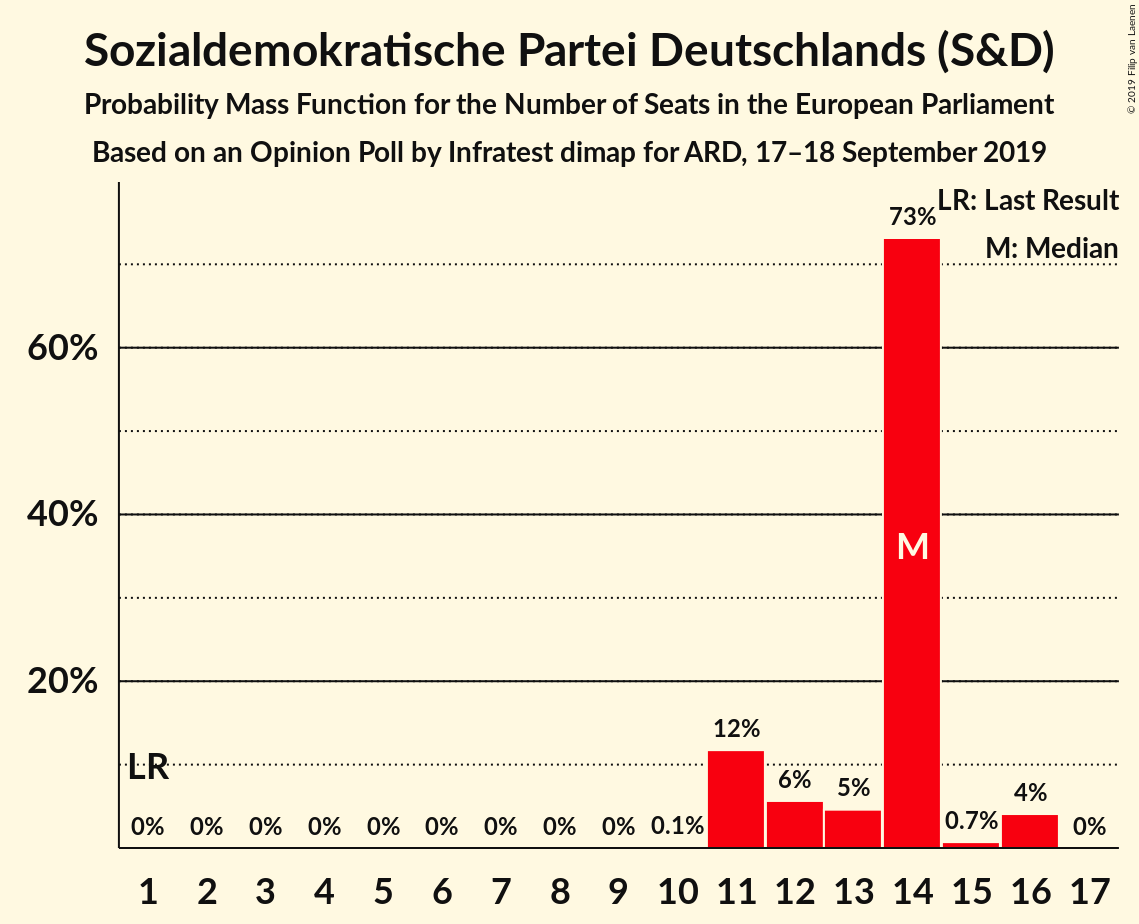 Sozialdemokratische Partei Deutschlands (S&D)
Probability Mass Function for the Number of Seats in the European Parliament
Based on an Opinion Poll by Infratest dimap for ARD, 17–18 September 2019
© 2019 Filip van Laenen
LR: Last Result
M: Median
60%
40%
20%
LR
M
0% 0% 0% 0% 0% 0% 0% 0% 0% 0.1% 12% 6% 5% 73% 0.7% 4% 0%
1 2 3 4 5 6 7 8 9 10 11 12 13 14 15 16 17